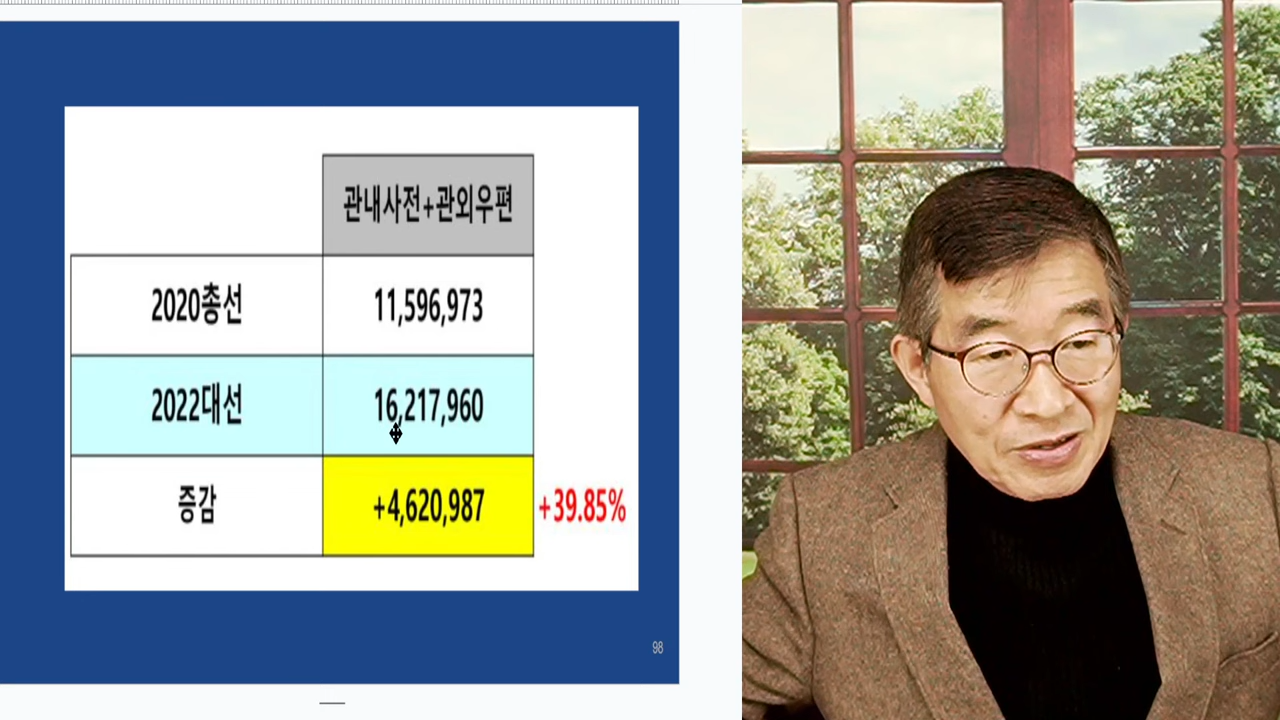 관내사전+관외우편
2020총선 11,596,973
2022대선 16,217,960
증감 +4,620,987 +39.85%
98